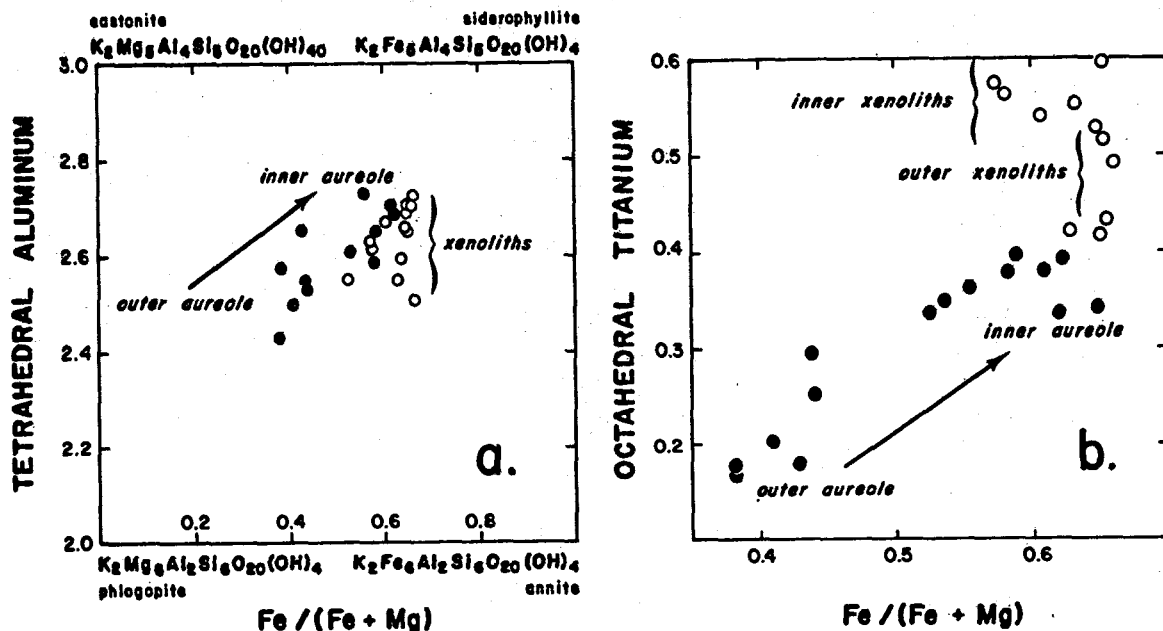 eastonite
siderophyllite
K₂Mg₅Al₄Si₅O₂₀(OH)₄₀
K₂Fe₅Al₄Si₅O₂₀(OH)₄
3.0
2.8
2.6
2.4
2.2
2.0
TETRAHEDRAL ALUMINUM
inner aureole
outer aureole
xenoliths
a.
0.2
0.4
0.6
0.8
K₂Mg₆Al₂Si₆O₂₀(OH)₄
K₂Fe₆Al₂Si₆O₂₀(OH)₄
phlogopite
annite
Fe/(Fe + Mg)
0.6
0.5
0.4
0.3
0.2
OCTAHEDRAL TITANIUM
inner xenoliths
outer xenoliths
inner aureole
outer aureole
b.
0.4
0.5
0.6
Fe/(Fe + Mg)